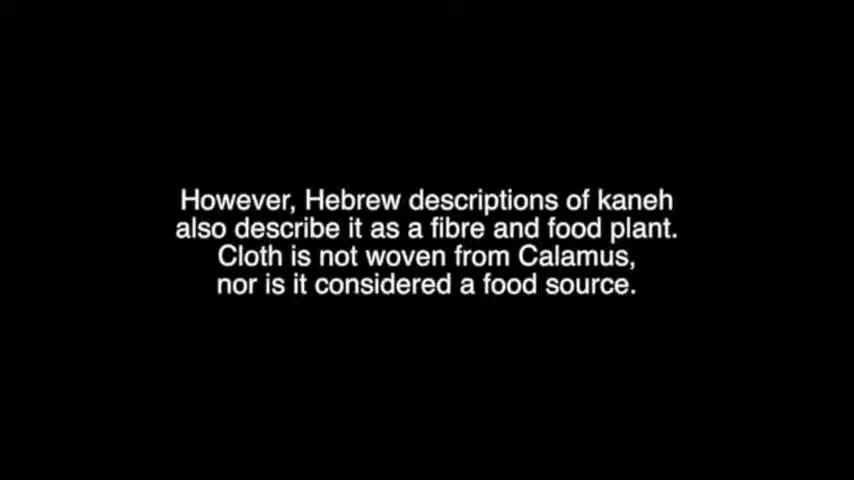 However, Hebrew descriptions of kaneh
also describe it as a fibre and food plant.
Cloth is not woven from Calamus,
nor is it considered a food source.